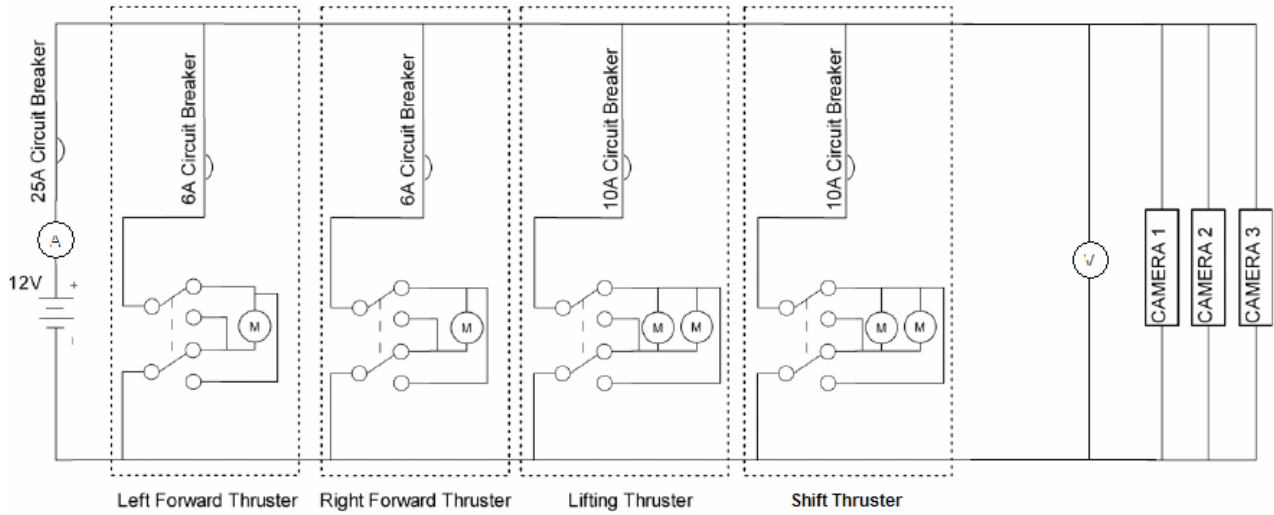 25A Circuit Breaker
6A Circuit Breaker
6A Circuit Breaker
10A Circuit Breaker
10A Circuit Breaker
A
12V
+
M
M
M
M
M
M
V
CAMERA 1
CAMERA 2
CAMERA 3
Left Forward Thruster
Right Forward Thruster
Lifting Thruster
Shift Thruster